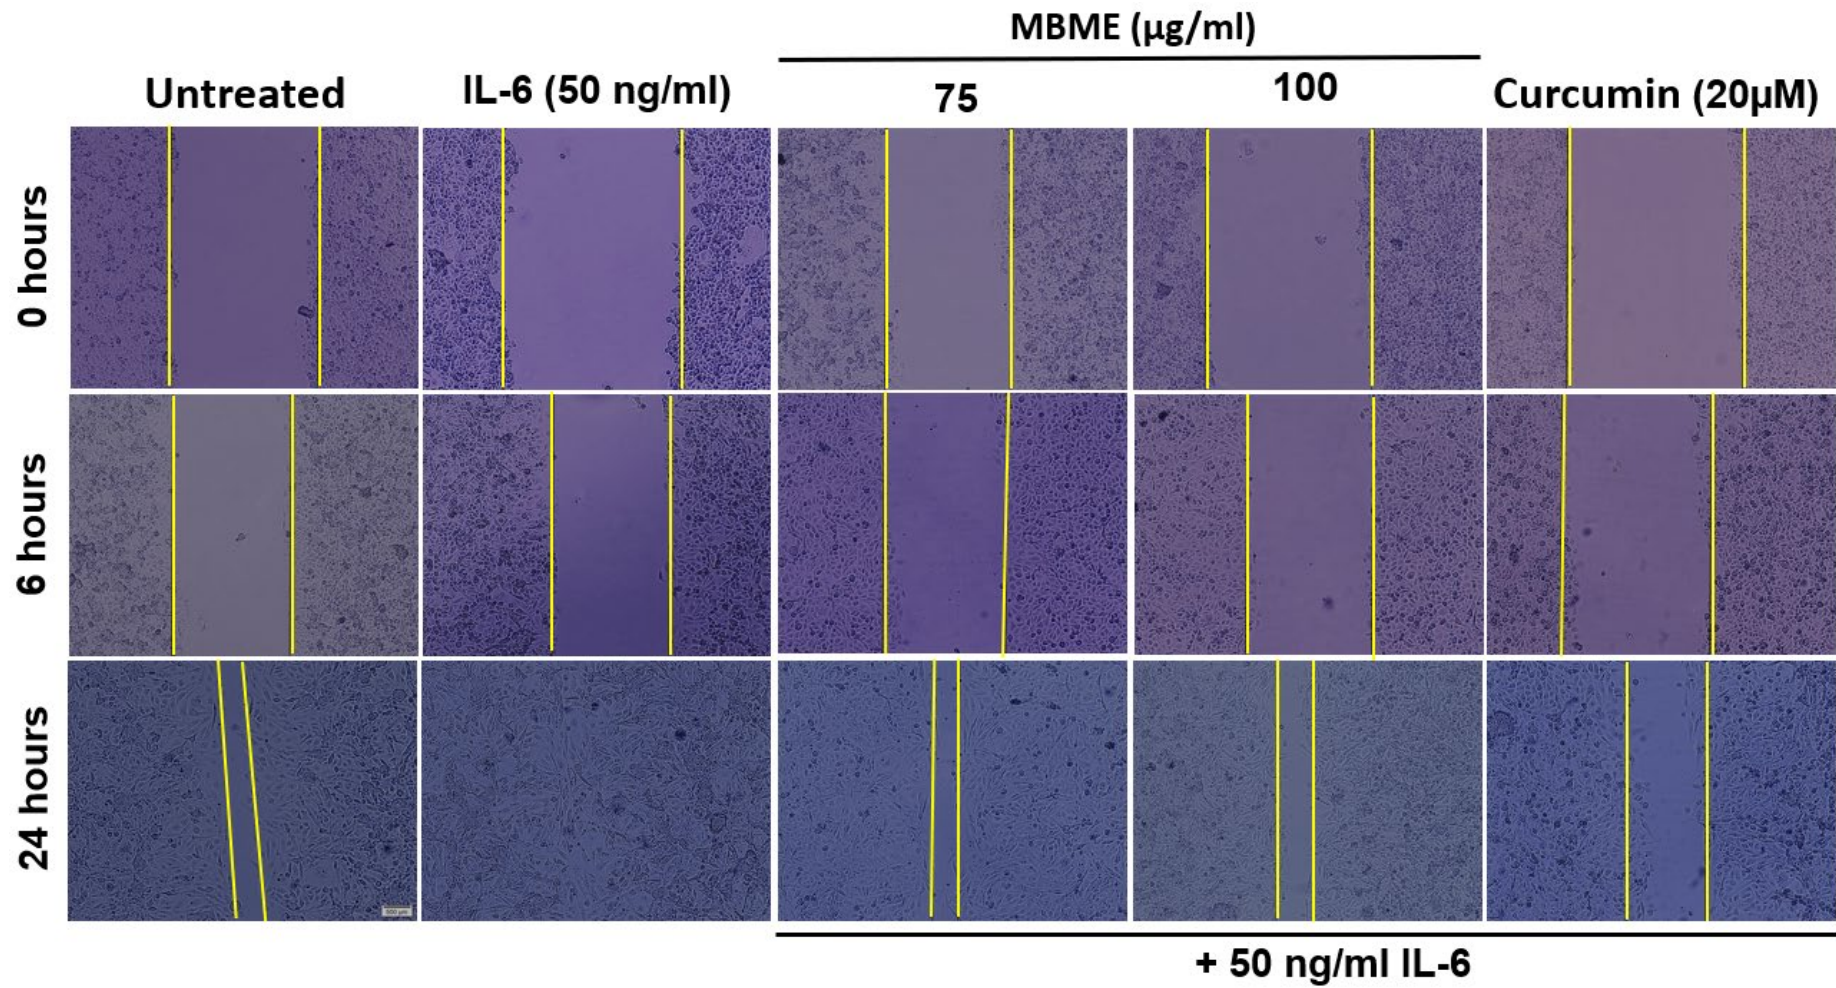 MBME (µg/ml)
Untreated
IL-6 (50 ng/ml)
75
100
Curcumin (20µM)
0 hours
6 hours
24 hours
+ 50 ng/ml IL-6